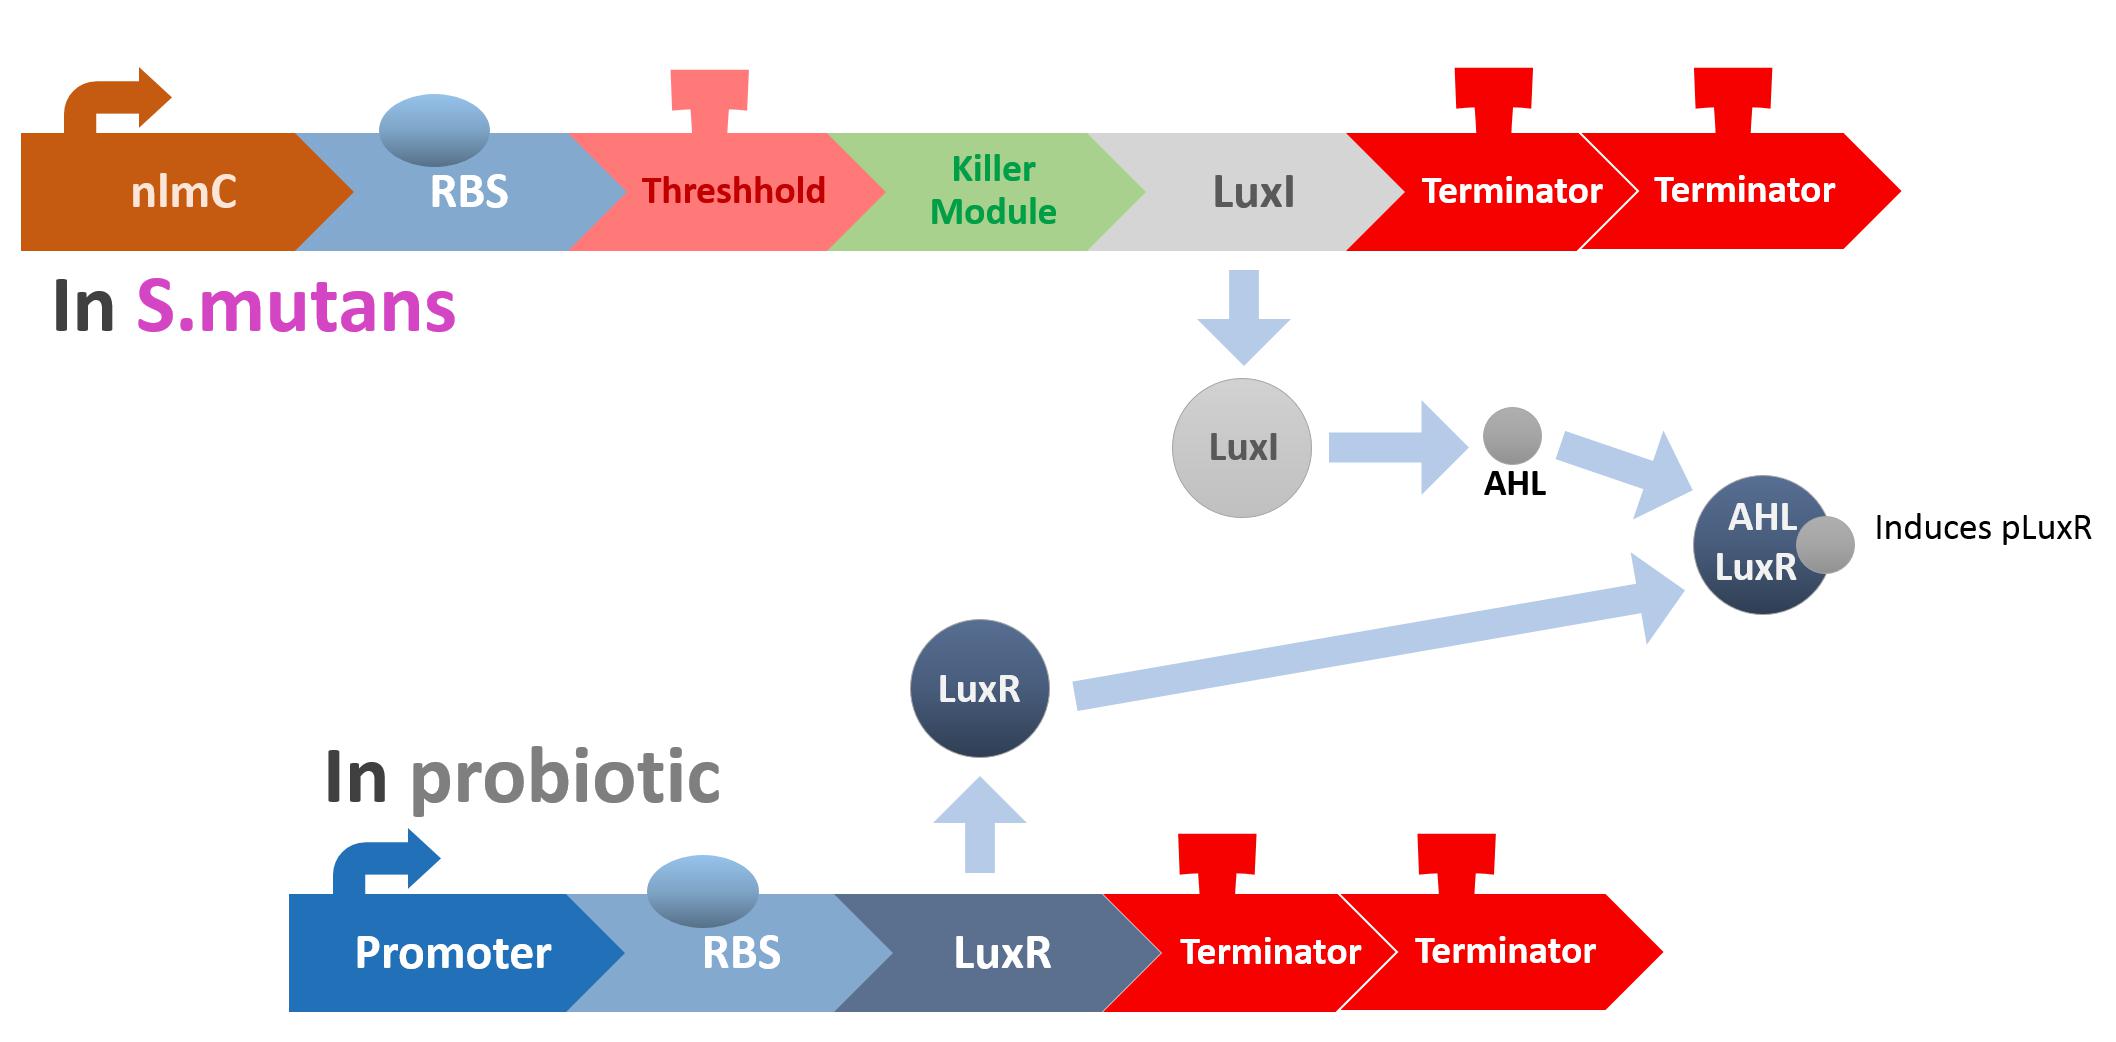 nlmC
RBS
Threshhold
Killer
Module
LuxI
Terminator
Terminator
In S.mutans
LuxI
AHL
AHL
LuxR
Induces pLuxR
LuxR
In probiotic
Promoter
RBS
LuxR
Terminator
Terminator